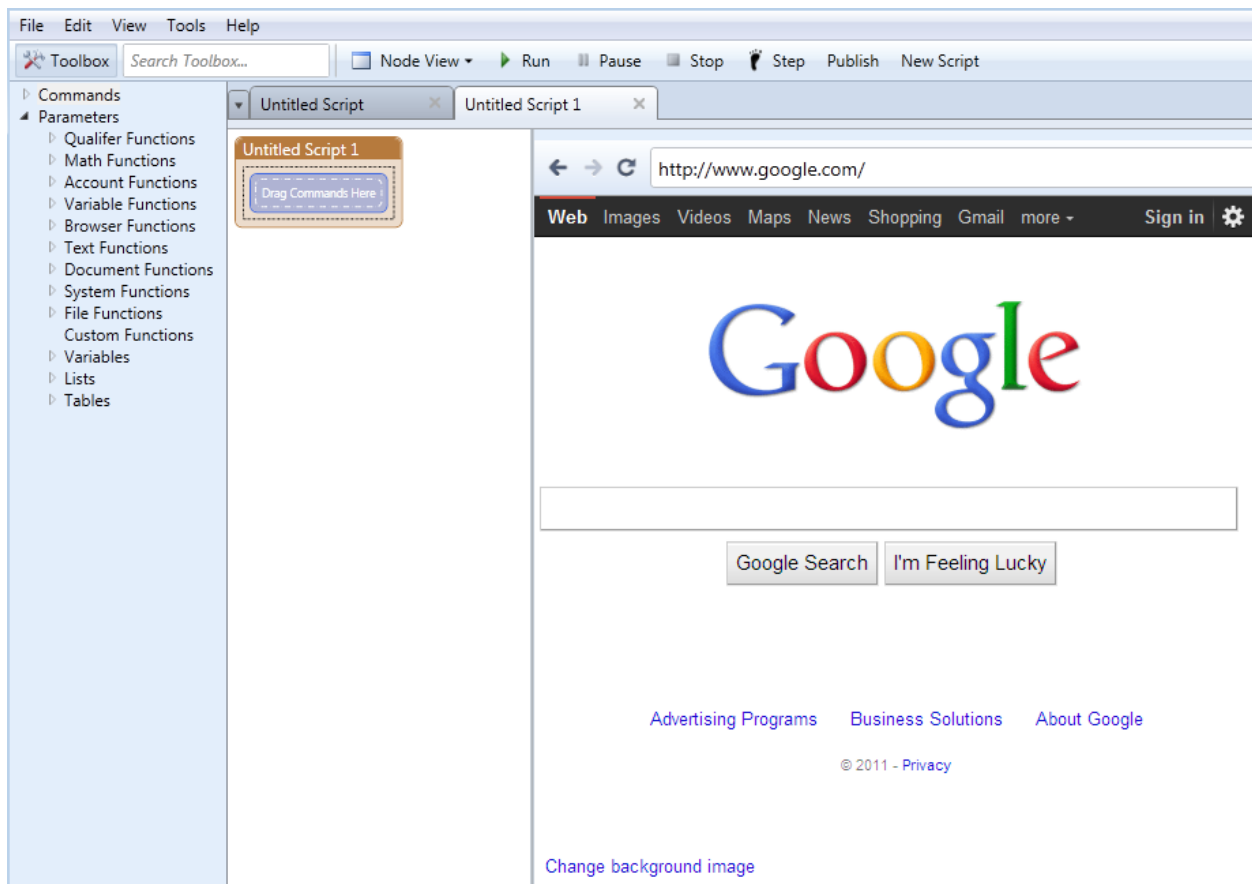 File Edit View Tools Help
Toolbox Search Toolbox... Node View Run Pause Stop Step Publish New Script
Commands
Parameters
Qualifer Functions
Math Functions
Account Functions
Variable Functions
Browser Functions
Text Functions
Document Functions
System Functions
File Functions
Custom Functions
Variables
Lists
Tables
Untitled Script Untitled Script 1
Untitled Script 1
Drag Commands Here
http://www.google.com/
Web Images Videos Maps News Shopping Gmail more Sign in
Google
Google Search I'm Feeling Lucky
Advertising Programs Business Solutions About Google
© 2011 - Privacy
Change background image